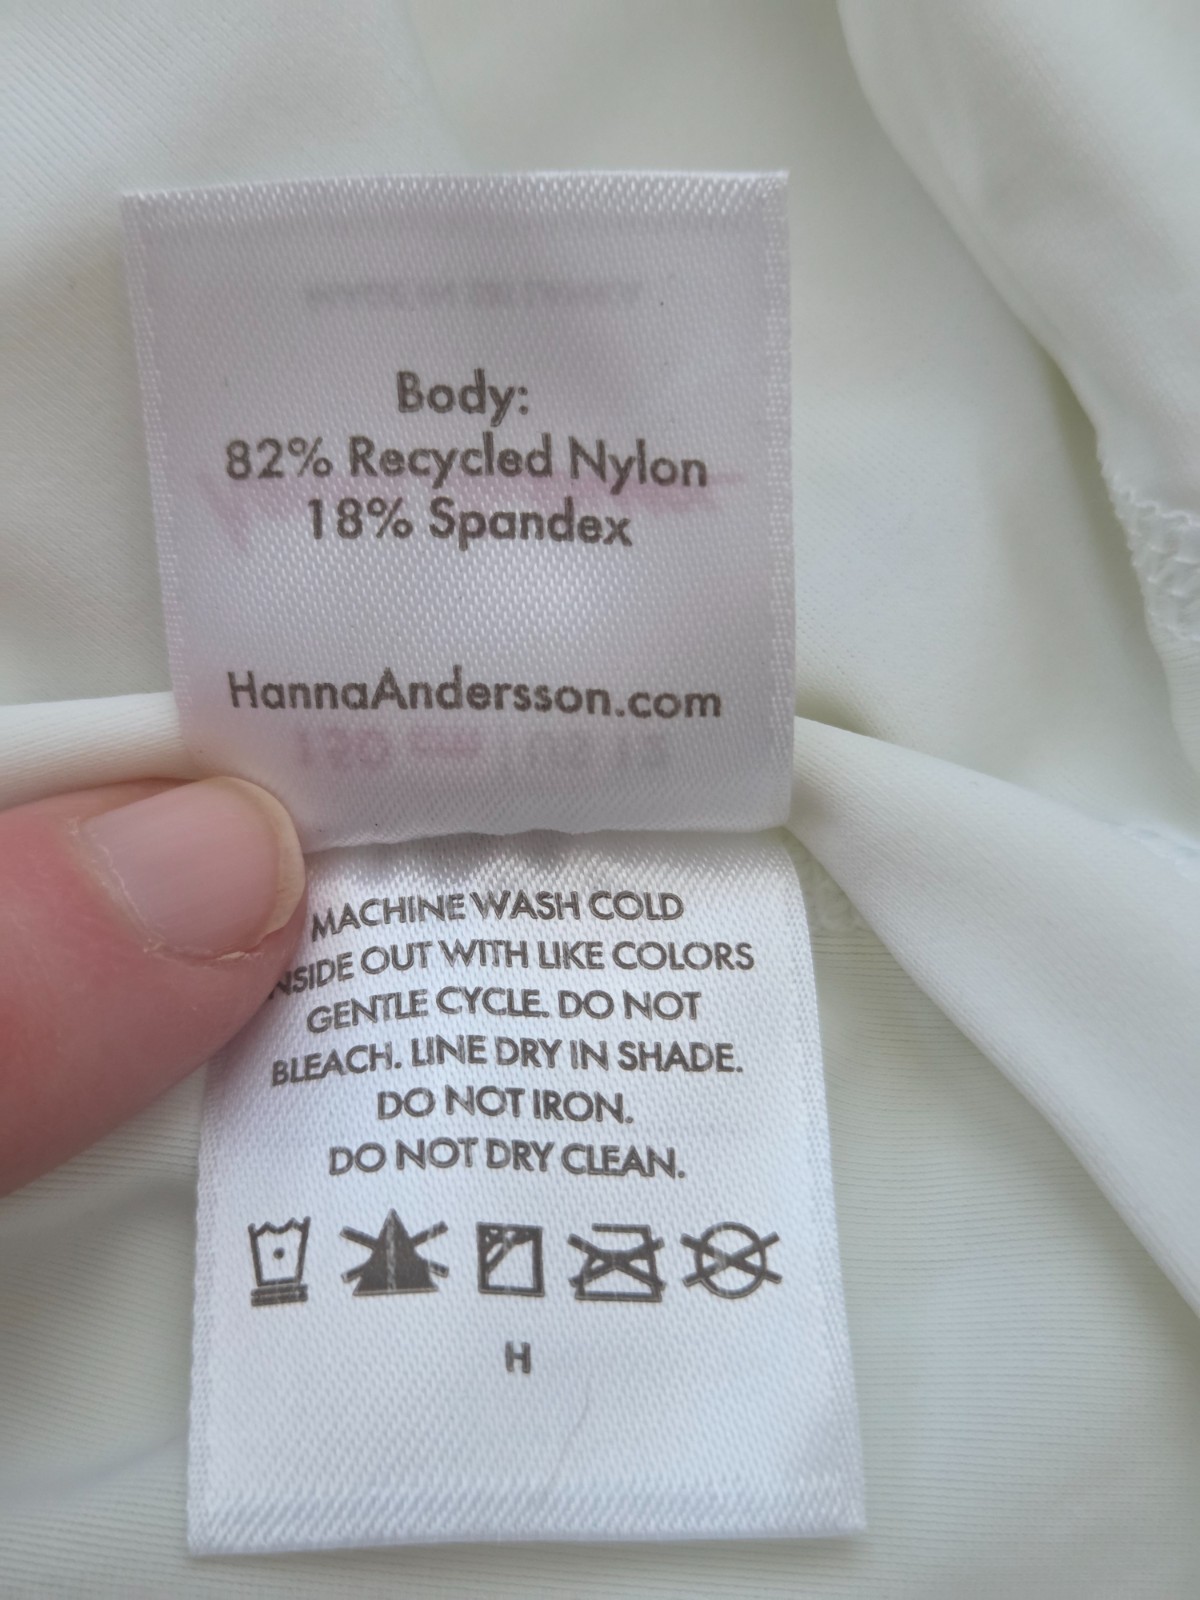 Body:
82% Recycled Nylon
18% Spandex
HannaAndersson.com
MACHINE WASH COLD
NSIDE OUT WITH LIKE COLORS
GENTLE CYCLE. DO NOT
BLEACH. LINE DRY IN SHADE.
DO NOT IRON.
DO NOT DRY CLEAN.
H